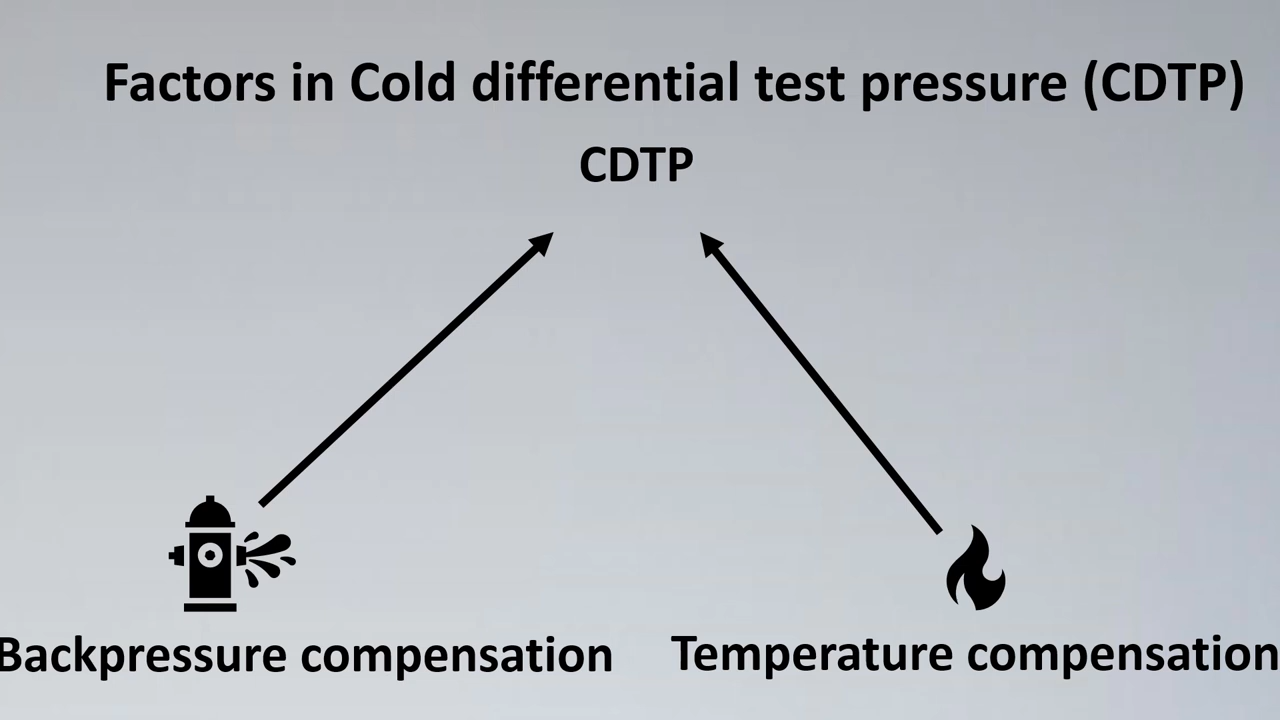 Factors in Cold differential test pressure (CDTP)
CDTP
Backpressure compensation
Temperature compensation